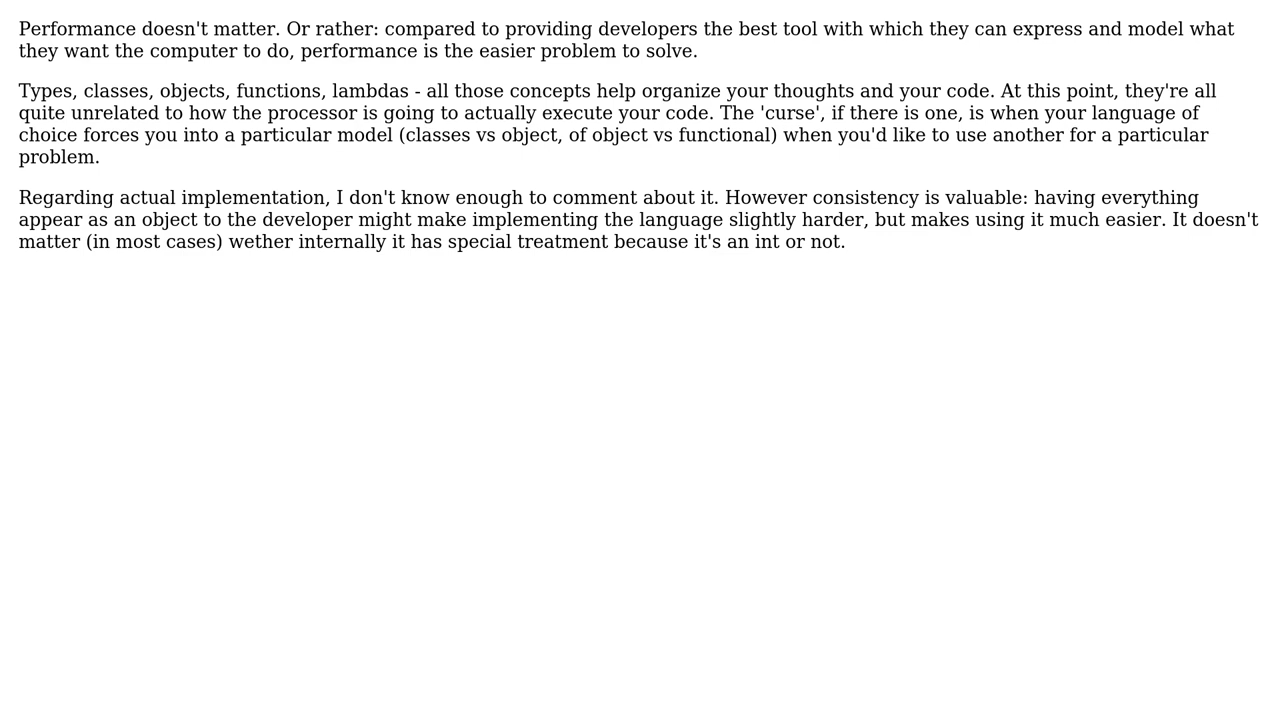 Performance doesn't matter. Or rather: compared to providing developers the best tool with which they can express and model what
they want the computer to do, performance is the easier problem to solve.
Types, classes, objects, functions, lambdas - all those concepts help organize your thoughts and your code. At this point, they're all
quite unrelated to how the processor is going to actually execute your code. The 'curse', if there is one, is when your language of
choice forces you into a particular model (classes vs object, of object vs functional) when you'd like to use another for a particular
problem.
Regarding actual implementation, I don't know enough to comment about it. However consistency is valuable: having everything
appear as an object to the developer might make implementing the language slightly harder, but makes using it much easier. It doesn't
matter (in most cases) wether internally it has special treatment because it's an int or not.